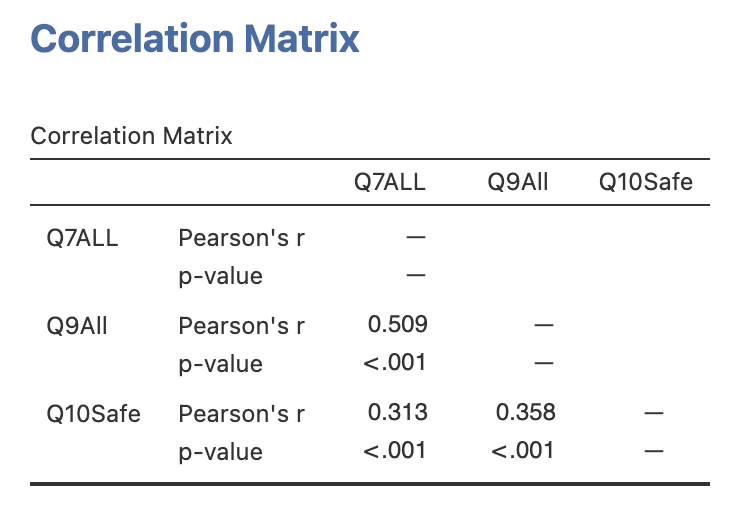 Correlation Matrix
Correlation Matrix
Q7ALL Q9All Q10Safe
Q7ALL Pearson's r —
p-value —
Q9All Pearson's r 0.509 —
p-value <.001 —
Q10Safe Pearson's r 0.313 0.358 —
p-value <.001 <.001 —